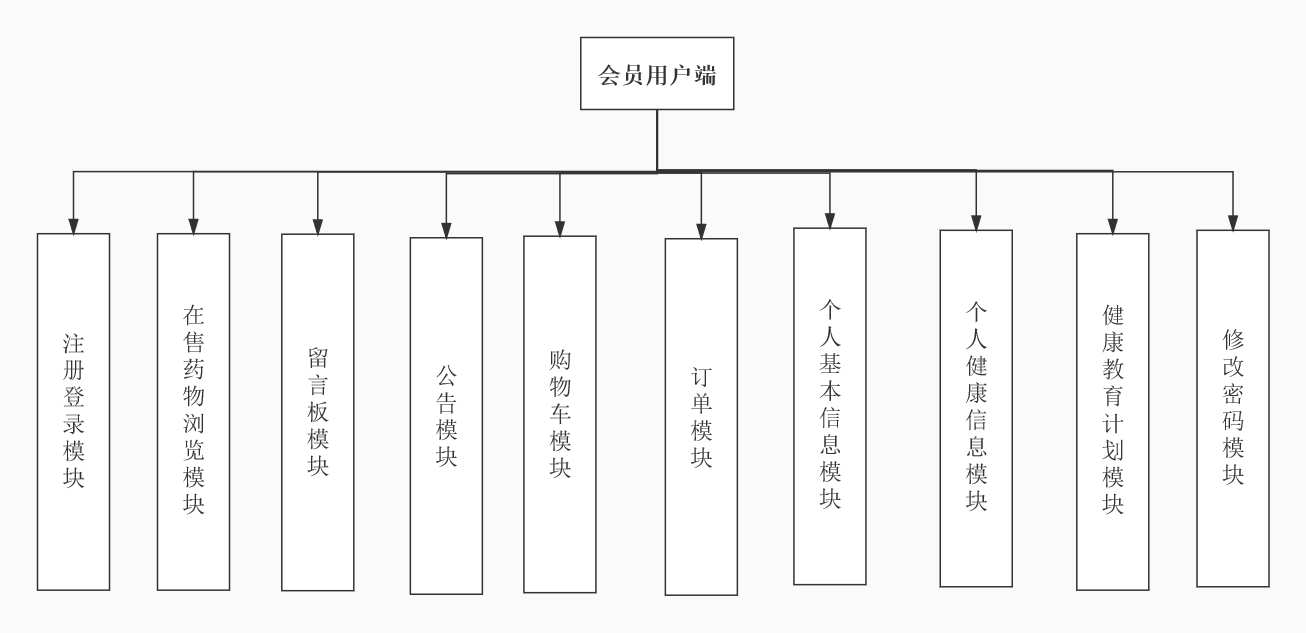 会员用户端
注册登录模块
在售药物浏览模块
留言板模块
公告模块
购物车模块
订单模块
个人基本信息模块
个人健康信息模块
健康教育计划模块
修改密码模块